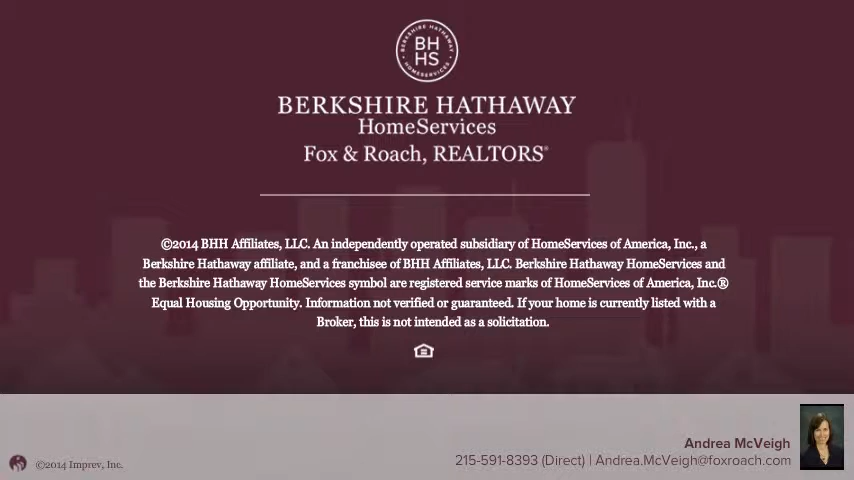 BERKSHIRE HATHAWAY
HOMESERVICES
BH
HS
BERKSHIRE HATHAWAY
HomeServices
Fox & Roach, REALTORS®
©2014 BHH Affiliates, LLC. An independently operated subsidiary of HomeServices of America, Inc., a
Berkshire Hathaway affiliate, and a franchisee of BHH Affiliates, LLC. Berkshire Hathaway HomeServices and
the Berkshire Hathaway HomeServices symbol are registered service marks of HomeServices of America, Inc.®
Equal Housing Opportunity. Information not verified or guaranteed. If your home is currently listed with a
Broker, this is not intended as a solicitation.
Andrea McVeigh
215-591-8393 (Direct) | Andrea.McVeigh@foxroach.com
©2014 Imprev, Inc.